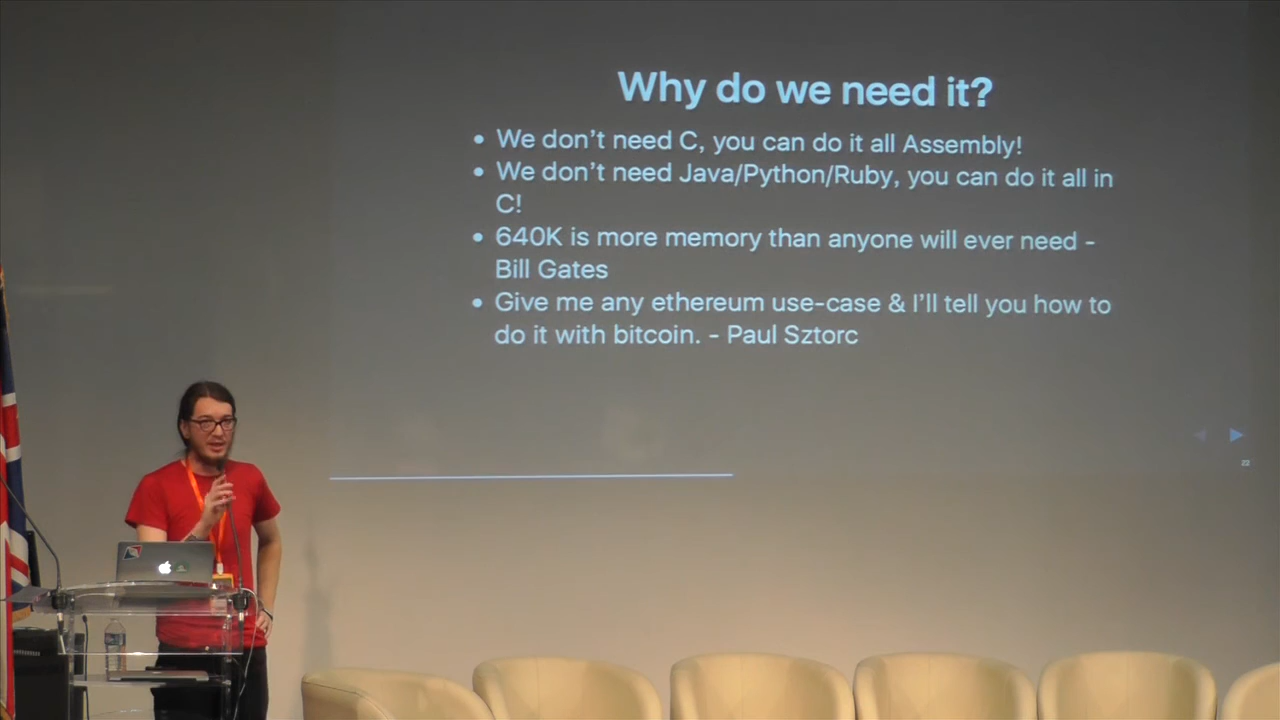 Why do we need it?
• We don't need C, you can do it all Assembly!
• We don't need Java/Python/Ruby, you can do it all in
C!
• 640K is more memory than anyone will ever need -
Bill Gates
• Give me any ethereum use-case & I'll tell you how to
do it with bitcoin. - Paul Sztorc
22